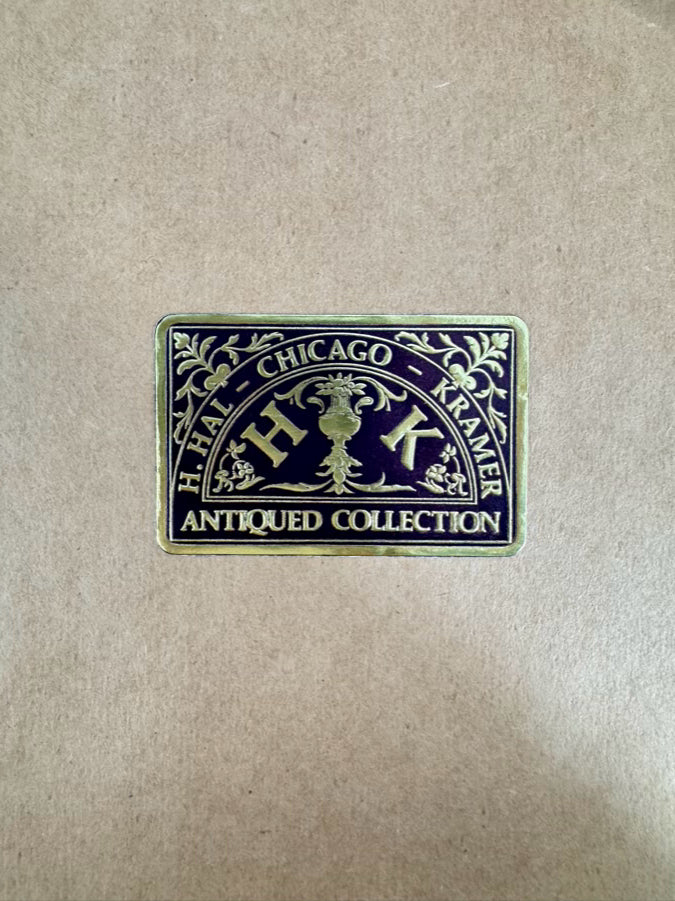 H. HAL - CHICAGO - KRAMER
H K
ANTIQUED COLLECTION